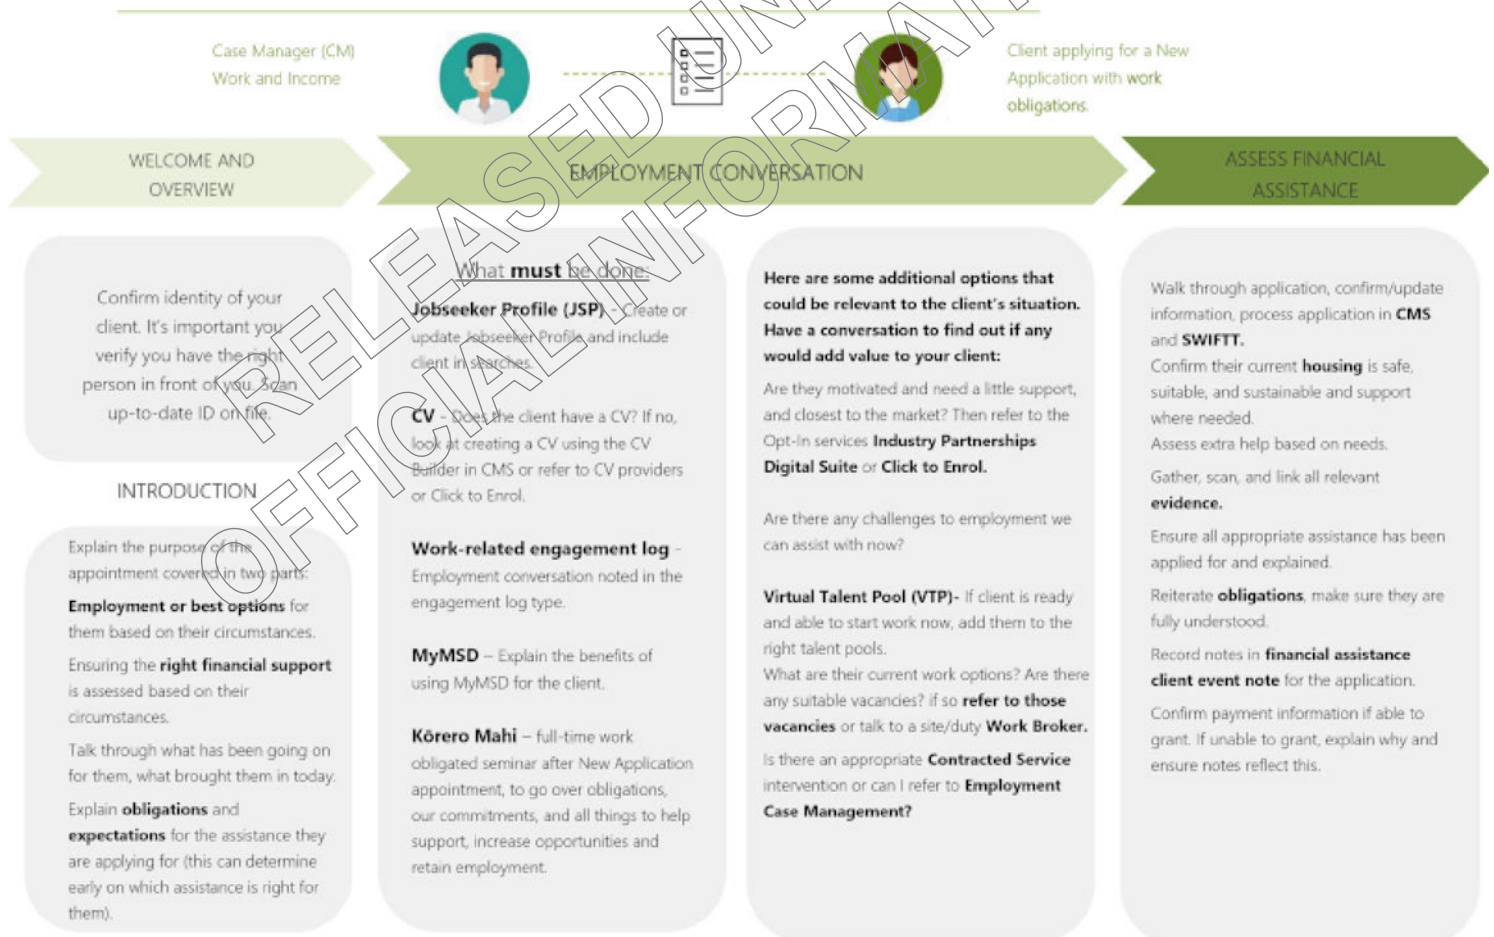 Case Manager (CM)
Work and Income
Client applying for a New
Application with work
obligations.
WELCOME AND
OVERVIEW
EMPLOYMENT CONVERSATION
ASSESS FINANCIAL
ASSISTANCE
Confirm identity of your
client. It's important you
verify you have the right
person in front of you. Scan
up-to-date ID on file.
INTRODUCTION
Explain the purpose of the
appointment covered in two parts:
Employment or best options for
them based on their circumstances.
Ensuring the right financial support
is assessed based on their
circumstances.
Talk through what has been going on
for them, what brought them in today.
Explain obligations and
expectations for the assistance they
are applying for (this can determine
early on which assistance is right for
them).
What must be done:
Jobseeker Profile (JSP) - Create or
update Jobseeker Profile and include
client in searches.
CV - Does the client have a CV? If no,
look at creating a CV using the CV
Builder in CMS or refer to CV providers
or Click to Enrol.
Work-related engagement log -
Employment conversation noted in the
engagement log type.
MyMSD – Explain the benefits of
using MyMSD for the client.
Kōrero Mahi – full-time work
obligated seminar after New Application
appointment, to go over obligations,
our commitments, and all things to help
support, increase opportunities and
retain employment.
Here are some additional options that
could be relevant to the client's situation.
Have a conversation to find out if any
would add value to your client:
Are they motivated and need a little support,
and closest to the market? Then refer to the
Opt-In services Industry Partnerships
Digital Suite or Click to Enrol.
Are there any challenges to employment we
can assist with now?
Virtual Talent Pool (VTP)- If client is ready
and able to start work now, add them to the
right talent pools.
What are their current work options? Are there
any suitable vacancies? if so refer to those
vacancies or talk to a site/duty Work Broker.
Is there an appropriate Contracted Service
intervention or can I refer to Employment
Case Management?
Walk through application, confirm/update
information, process application in CMS
and SWIFTT.
Confirm their current housing is safe,
suitable, and sustainable and support
where needed.
Assess extra help based on needs.
Gather, scan, and link all relevant
evidence.
Ensure all appropriate assistance has been
applied for and explained.
Reiterate obligations, make sure they are
fully understood.
Record notes in financial assistance
client event note for the application.
Confirm payment information if able to
grant. If unable to grant, explain why and
ensure notes reflect this.
RELEASED
OFFICIAL